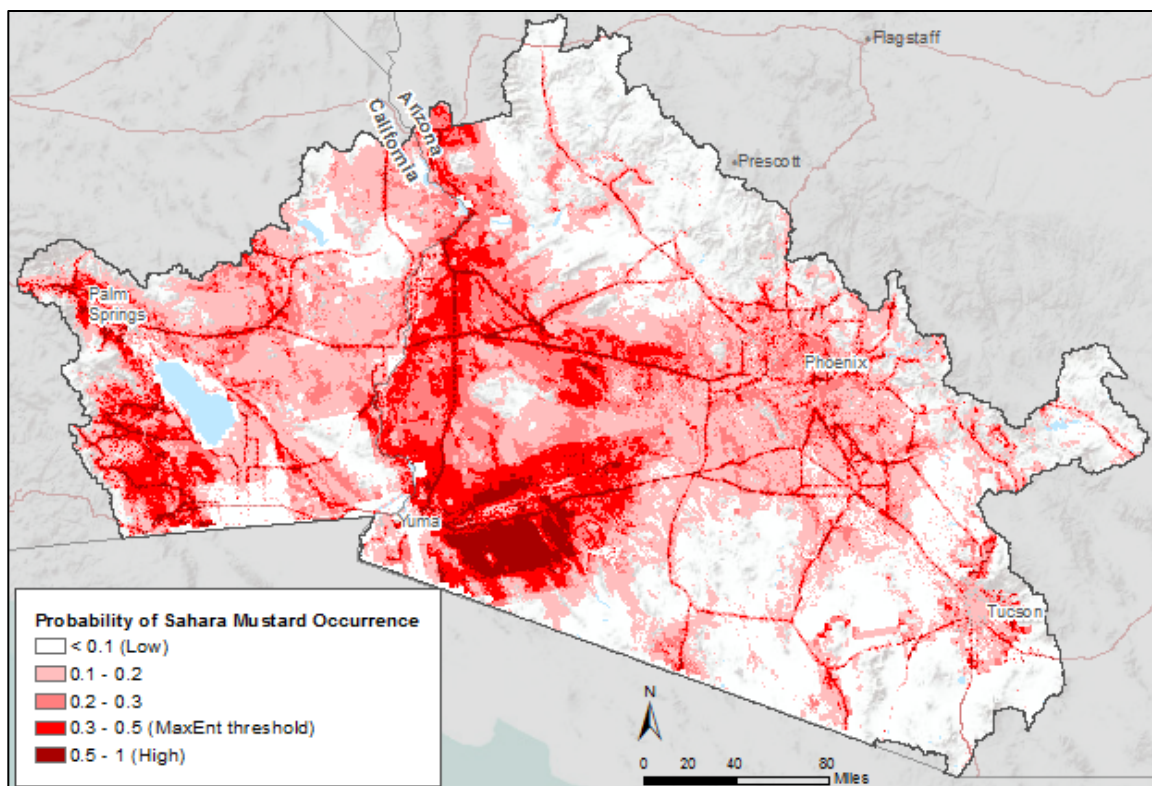 Flagstaff
Arizona
California
Prescott
Palm
Springs
Phoenix
Yuma
Tucson
Probability of Sahara Mustard Occurrence
< 0.1 (Low)
0.1 - 0.2
0.2 - 0.3
0.3 - 0.5 (MaxEnt threshold)
0.5 - 1 (High)
N
0 20 40 80
Miles